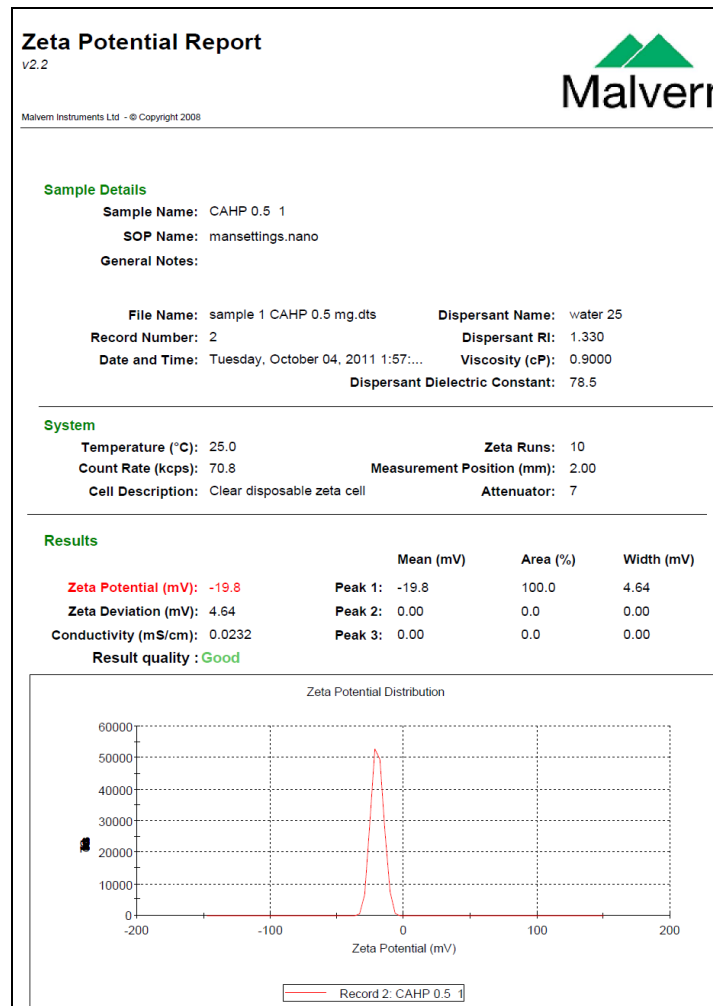 Zeta Potential Report
v2.2
Malvern
Malvern Instruments Ltd - © Copyright 2008
Sample Details
Sample Name: CAHP 0.5 1
SOP Name: mansettings.nano
General Notes:
File Name: sample 1 CAHP 0.5 mg.dts Dispersant Name: water 25
Record Number: 2 Dispersant RI: 1.330
Date and Time: Tuesday, October 04, 2011 1:57:... Viscosity (cP): 0.9000
Dispersant Dielectric Constant: 78.5
System
Temperature (°C): 25.0 Zeta Runs: 10
Count Rate (kcps): 70.8 Measurement Position (mm): 2.00
Cell Description: Clear disposable zeta cell Attenuator: 7
Results
Mean (mV) Area (%) Width (mV)
Zeta Potential (mV): -19.8 Peak 1: -19.8 100.0 4.64
Zeta Deviation (mV): 4.64 Peak 2: 0.00 0.0 0.00
Conductivity (mS/cm): 0.0232 Peak 3: 0.00 0.0 0.00
Result quality : Good
Zeta Potential Distribution
60000
50000
40000
30000
20000
10000
0
-200 -100 0 100 200
Zeta Potential (mV)
Record 2: CAHP 0.5 1